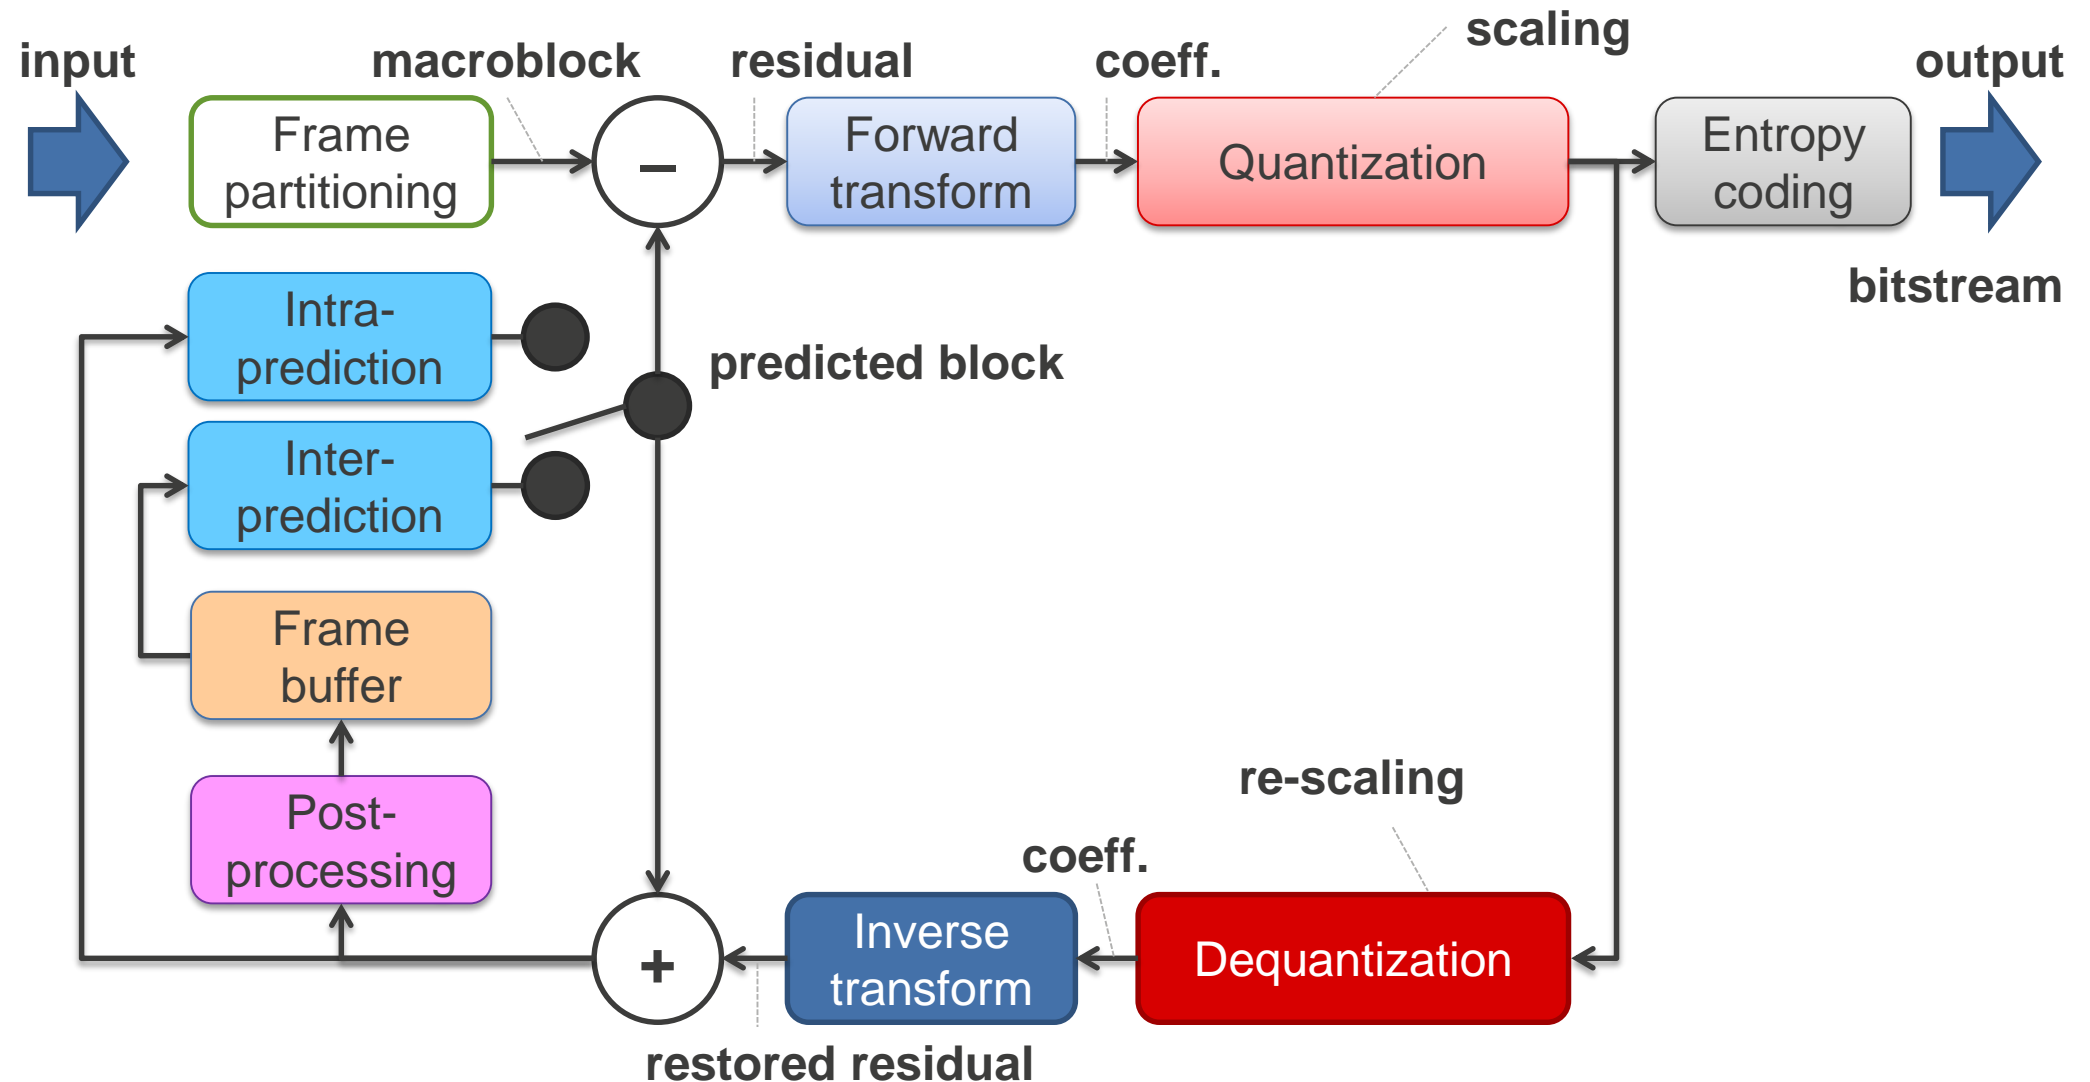 input
macroblock
residual
coeff.
scaling
output
Frame
partitioning
–
Forward
transform
Quantization
Entropy
coding
bitstream
Intra-
prediction
predicted block
Inter-
prediction
Frame
buffer
re-scaling
Post-
processing
coeff.
+
Inverse
transform
Dequantization
restored residual